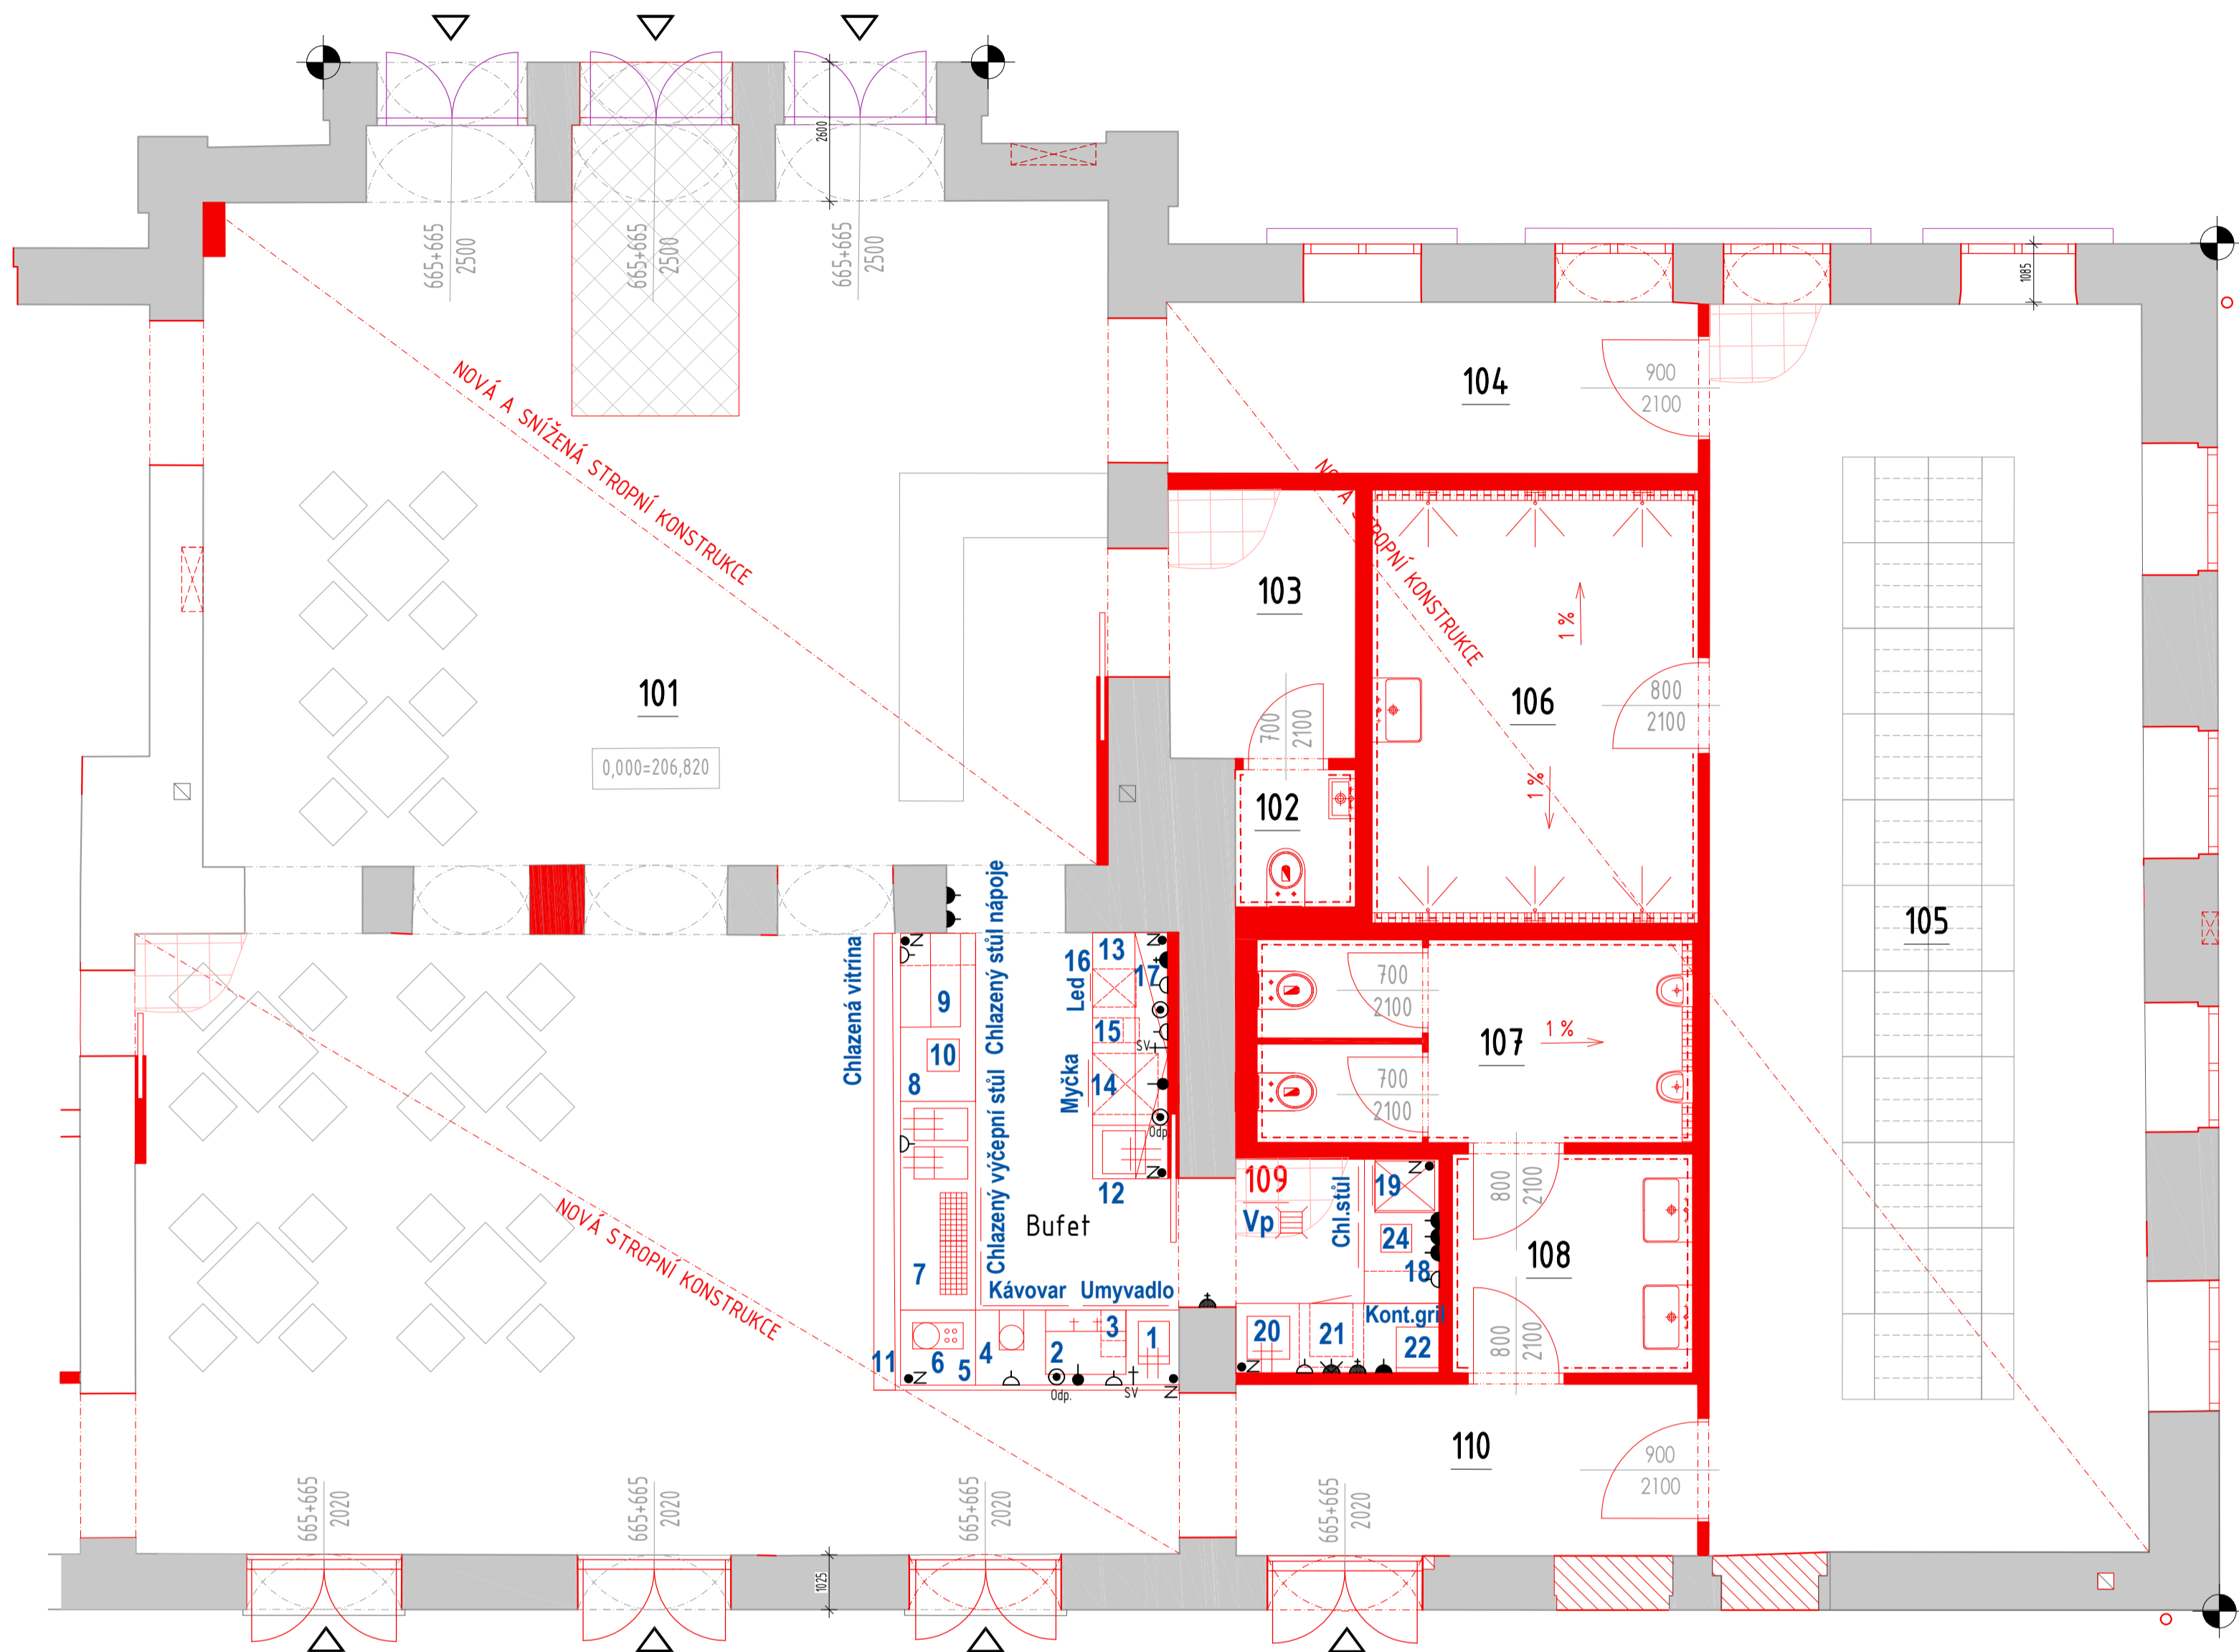 2600
665+665
2500
665+665
2500
665+665
2500
1085
NOVÁ A SNÍŽENÁ STROPNÍ KONSTRUKCE
104
900
2100
STROPNÍ KONSTRUKCE
103
1 %
101
106
800
2100
700
2100
0,000=206,820
1 %
102
105
Chlazená vitrína
Chlazený stůl nápoje
13
16
17
Led
9
15
SV
10
8
Myčka
14
Odp.
700
2100
107
1 %
700
2100
12
Chlazený výčepní stůl
Bufet
7
Kávovar
Umyvadlo
109
Vp
Chl.stůl
19
24
18
Kont.gril
800
2100
108
NOVÁ STROPNÍ KONSTRUKCE
11
6
5
4
2
3
1
Odp.
SV
N
N
N
N
N
N
N
20
21
22
800
2100
110
900
2100
665+665
2020
665+665
2020
665+665
2020
665+665
2020
1025